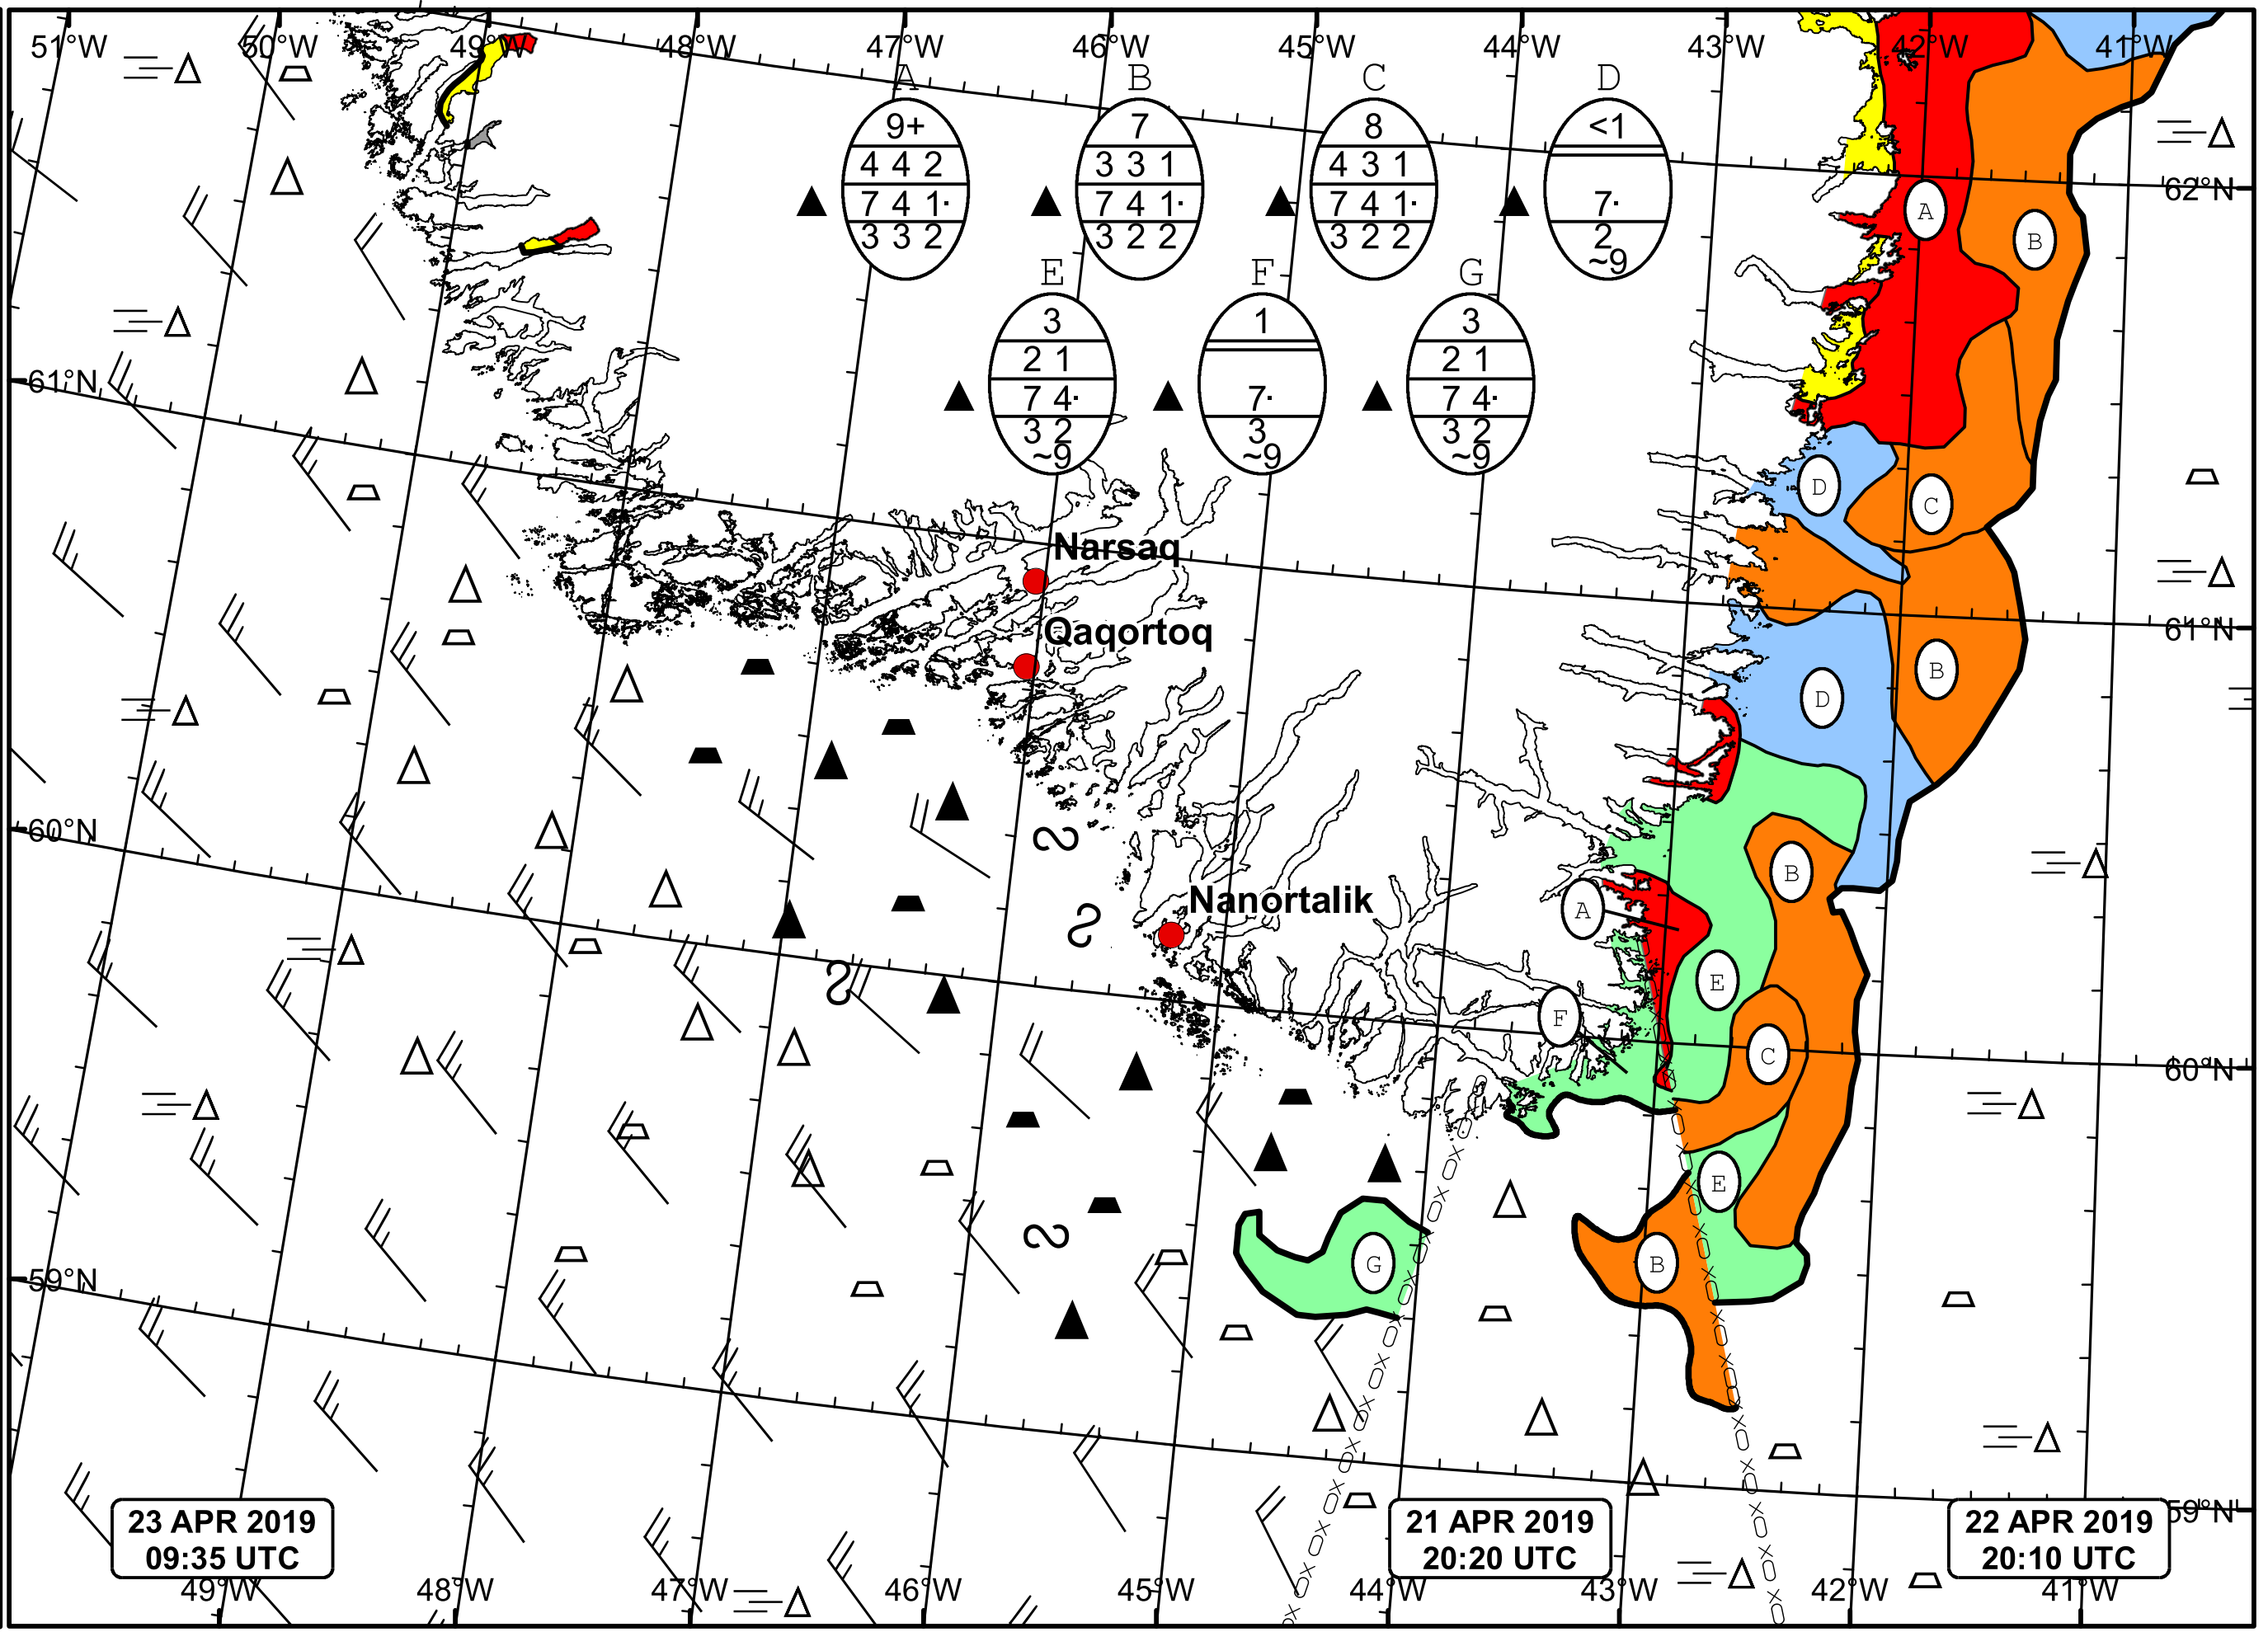 51°W 50°W 49°W 48°W 47°W 46°W 45°W 44°W 43°W 42°W 41°W
A B C D
9+ 7 8 <1
4 4 2 3 3 1 4 3 1
7 4 1· 7 4 1· 7 4 1· 7·
3 3 2 3 2 2 3 2 2 2
~9
62°N
A
B
E F G
3 1 3
2 1 2 1
7 4· 7· 7 4·
3 2 3 3 2
~9 ~9 ~9
61°N
D
C
Narsaq
Qaqortoq
61°N
B
D
60°N
B
Nanortalik
A
E
F
C
60°N
E
G
B
59°N
23 APR 2019
09:35 UTC
21 APR 2019
20:20 UTC
22 APR 2019
20:10 UTC
59°N
49°W 48°W 47°W 46°W 45°W 44°W 43°W 42°W 41°W